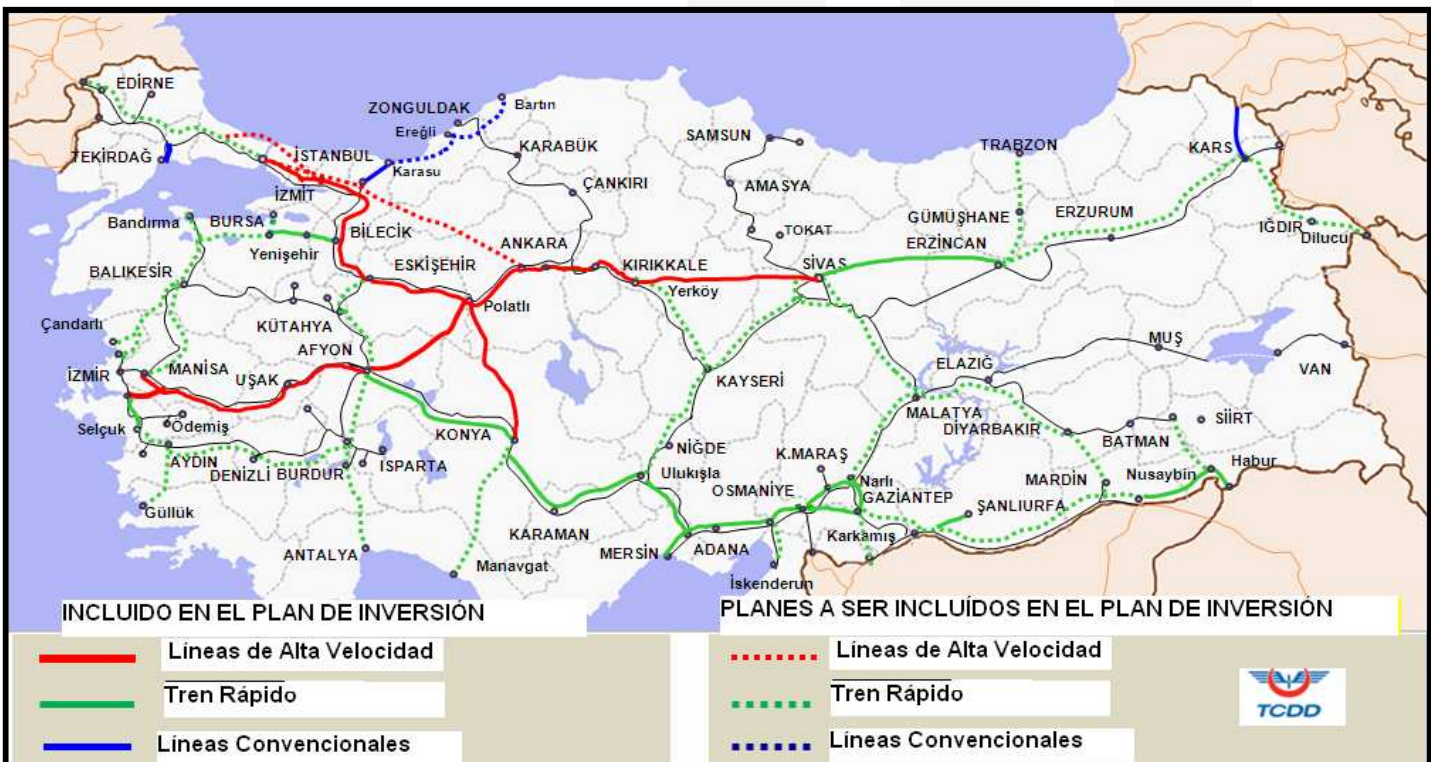 EDİRNE
TEKİRDAĞ
İSTANBUL
İZMİT
ZONGULDAK
Bartın
Ereğli
Karasu
KARABÜK
ÇANKIRI
SAMSUN
AMASYA
TOKAT
TRABZON
GÜMÜŞHANE
ERZURUM
ERZİNCAN
KARS
IĞDIR
Dilucu
Bandırma
BURSA
Yenişehir
BİLECİK
BALIKESİR
ESKİŞEHİR
ANKARA
KIRIKKALE
Yerköy
SİVAS
Polatlı
Çandarlı
KÜTAHYA
AFYON
İZMİR
MANİSA
UŞAK
KAYSERİ
ELAZIĞ
MUŞ
VAN
MALATYA
DİYARBAKIR
BATMAN
SİİRT
Selçuk
Ödemiş
AYDIN
DENİZLİ
BURDUR
ISPARTA
KONYA
NİĞDE
Ulukışla
K.MARAŞ
Narlı
OSMANİYE
GAZİANTEP
MARDİN
Nusaybin
Habur
ŞANLIURFA
Güllük
ANTALYA
Manavgat
KARAMAN
MERSİN
ADANA
Karkamış
İskenderun
INCLUIDO EN EL PLAN DE INVERSIÓN
Líneas de Alta Velocidad
Tren Rápido
Líneas Convencionales
PLANES A SER INCLUÍDOS EN EL PLAN DE INVERSIÓN
Líneas de Alta Velocidad
Tren Rápido
Líneas Convencionales
TCDD